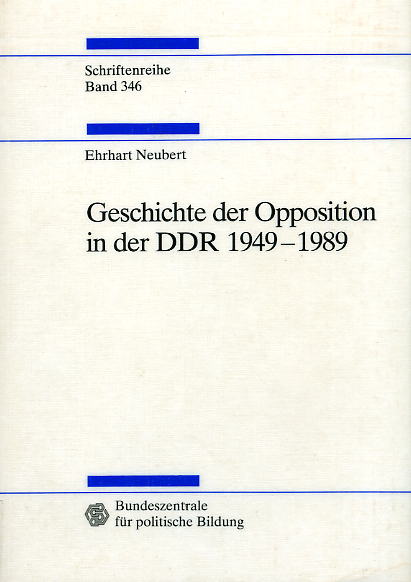 Schriftenreihe
Band 346
Ehrhart Neubert
Geschichte der Opposition
in der DDR 1949–1989
Bundeszentrale
für politische Bildung